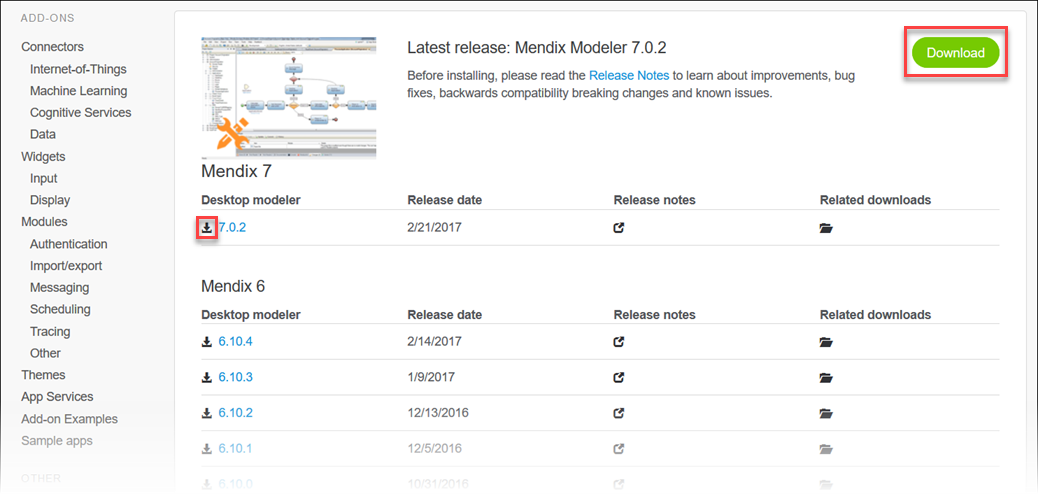 ADD-ONS
Connectors
Internet-of-Things
Machine Learning
Cognitive Services
Data
Widgets
Input
Display
Modules
Authentication
Import/export
Messaging
Scheduling
Tracing
Other
Themes
App Services
Add-on Examples
Sample apps
OTHER
Latest release: Mendix Modeler 7.0.2
Download
Before installing, please read the Release Notes to learn about improvements, bug
fixes, backwards compatibility breaking changes and known issues.
Mendix 7
Desktop modeler Release date Release notes Related downloads
7.0.2 2/21/2017
Mendix 6
Desktop modeler Release date Release notes Related downloads
6.10.4 2/14/2017
6.10.3 1/9/2017
6.10.2 12/13/2016
6.10.1 12/5/2016
6.10.0 10/31/2016